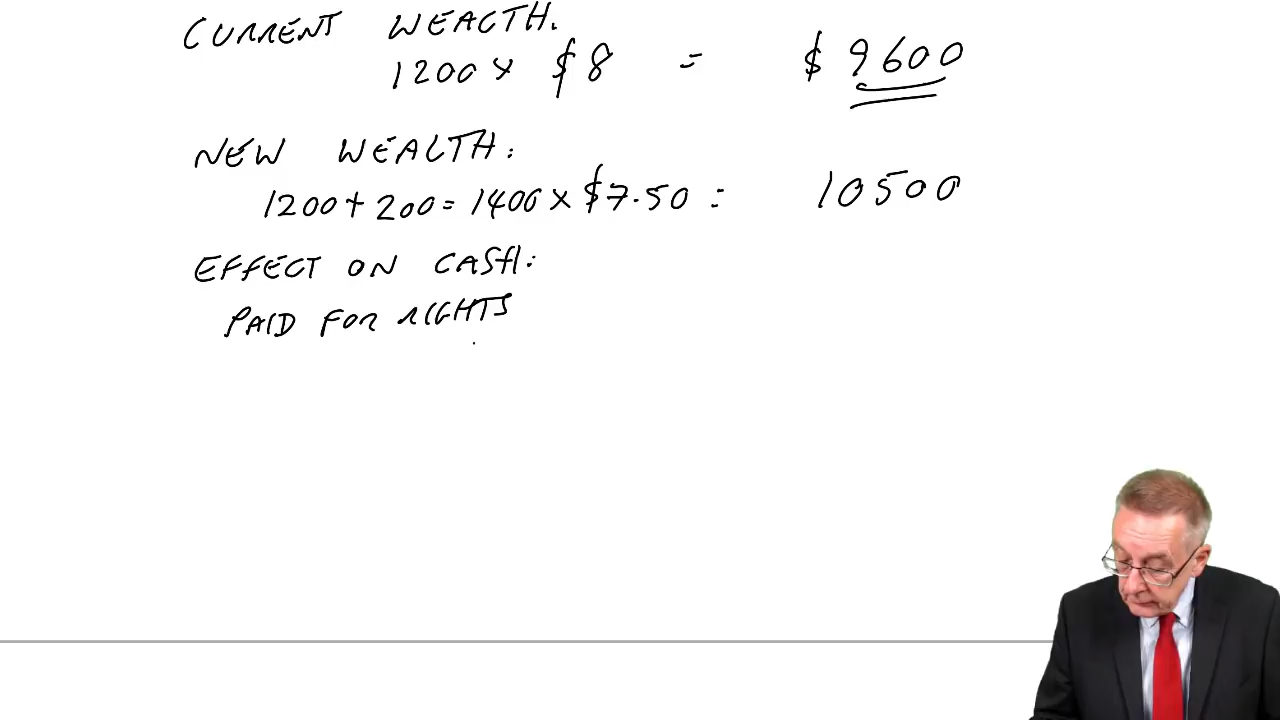 CURRENT WEALTH.
1200 × $8 = $9600
NEW WEALTH:
1200 + 200 = 1400 × $7.50 = 10500
EFFECT ON CASH:
PAID FOR RIGHTS